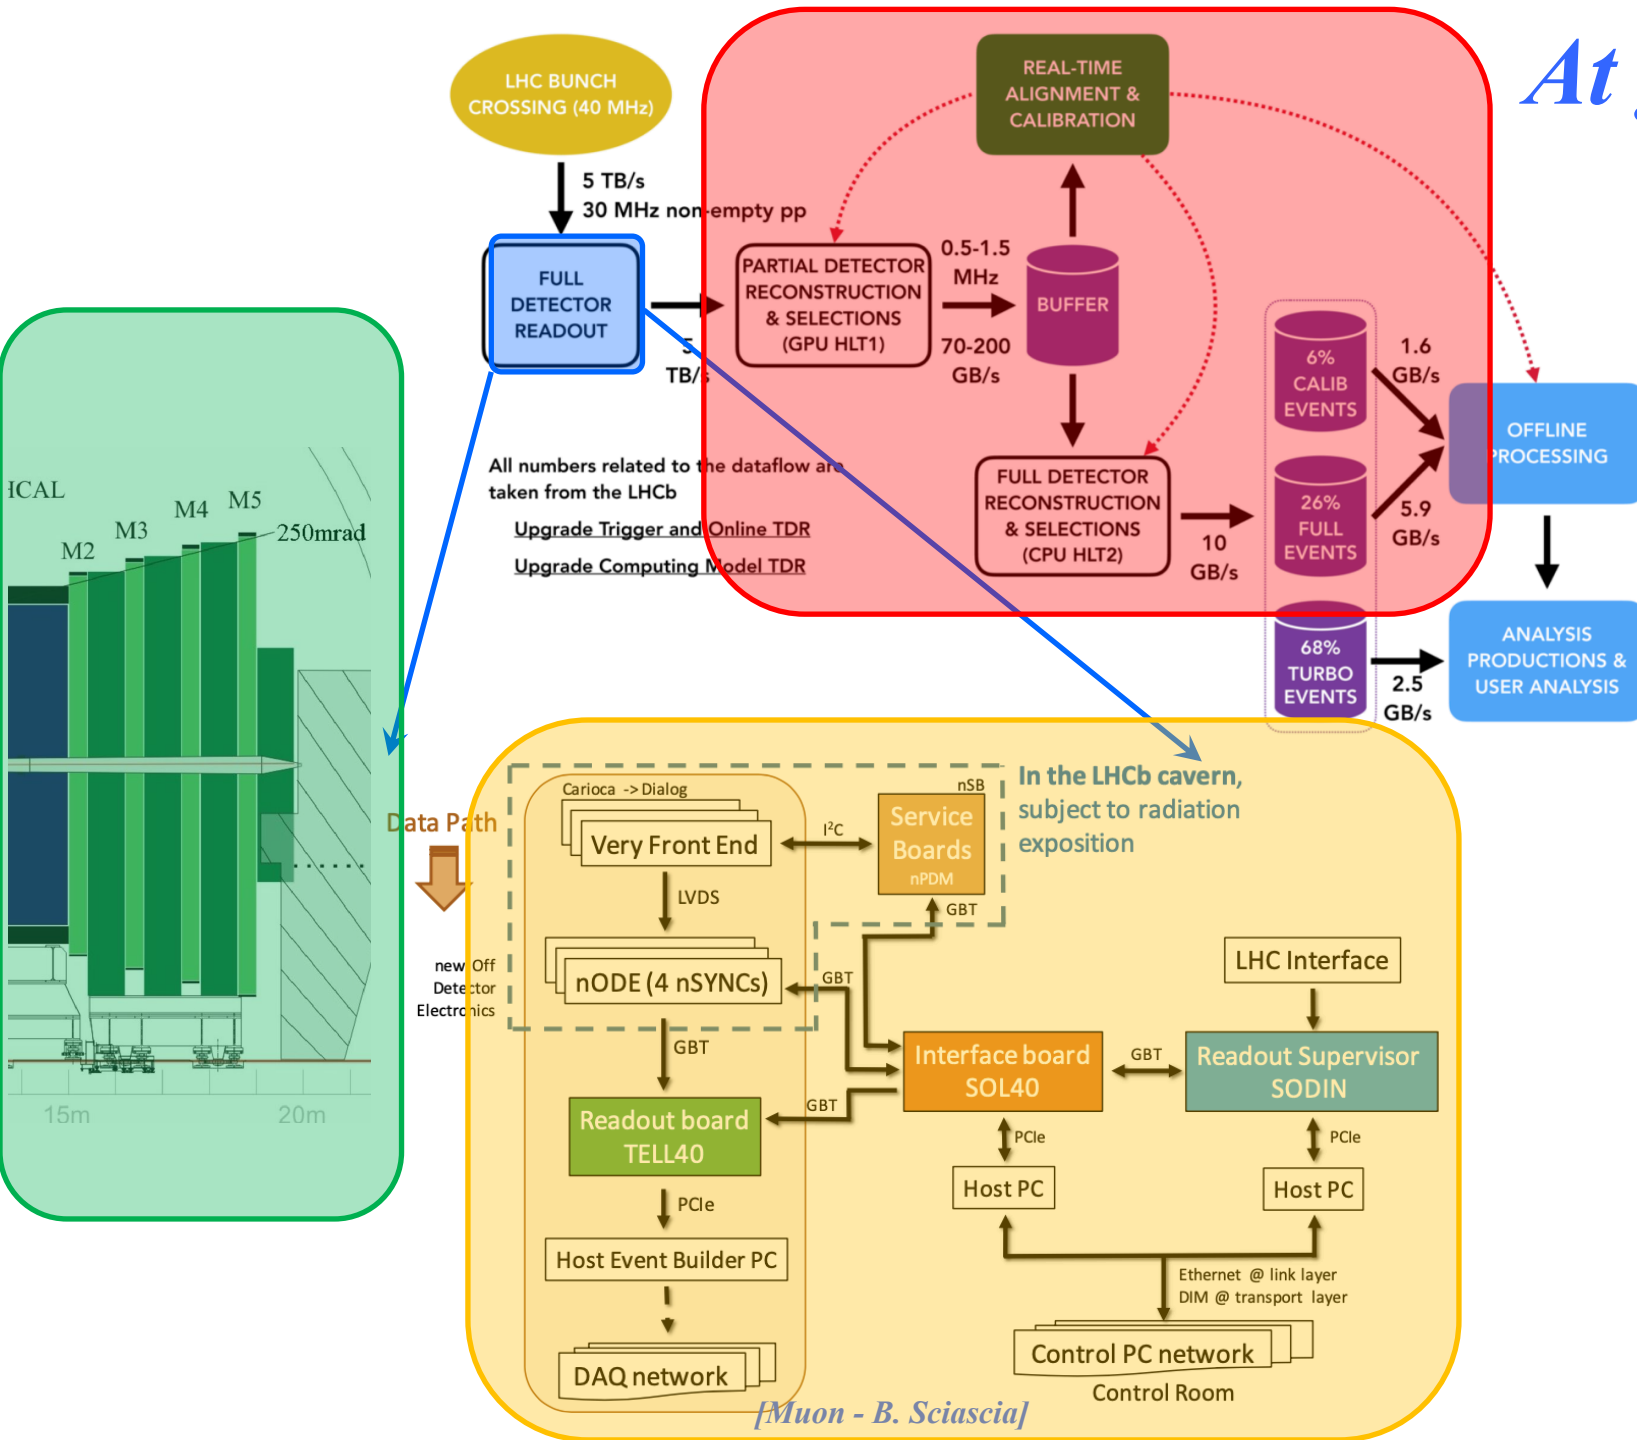 At
LHC BUNCH
CROSSING (40 MHz)
5 TB/s
30 MHz non-empty pp
FULL
DETECTOR
READOUT
5
TB/s
REAL-TIME
ALIGNMENT &
CALIBRATION
PARTIAL DETECTOR
RECONSTRUCTION
& SELECTIONS
(GPU HLT1)
0.5-1.5
MHz
70-200
GB/s
BUFFER
FULL DETECTOR
RECONSTRUCTION
& SELECTIONS
(CPU HLT2)
10
GB/s
6%
CALIB
EVENTS
26%
FULL
EVENTS
68%
TURBO
EVENTS
1.6
GB/s
5.9
GB/s
2.5
GB/s
OFFLINE
PROCESSING
ANALYSIS
PRODUCTIONS &
USER ANALYSIS
All numbers related to the dataflow are
taken from the LHCb
Upgrade Trigger and Online TDR
Upgrade Computing Model TDR
HCAL
M2
M3
M4
M5
250mrad
15m
20m
Data Path
new Off
Detector
Electronics
Carioca -> Dialog
Very Front End
LVDS
nODE (4 nSYNCs)
GBT
Readout board
TELL40
PCIe
Host Event Builder PC
DAQ network
I²C
nSB
Service
Boards
nPDM
GBT
GBT
GBT
In the LHCb cavern,
subject to radiation
exposition
LHC Interface
Interface board
SOL40
GBT
Readout Supervisor
SODIN
PCIe
PCIe
Host PC
Host PC
Ethernet @ link layer
DIM @ transport layer
Control PC network
Control Room
[Muon - B. Sciascia]